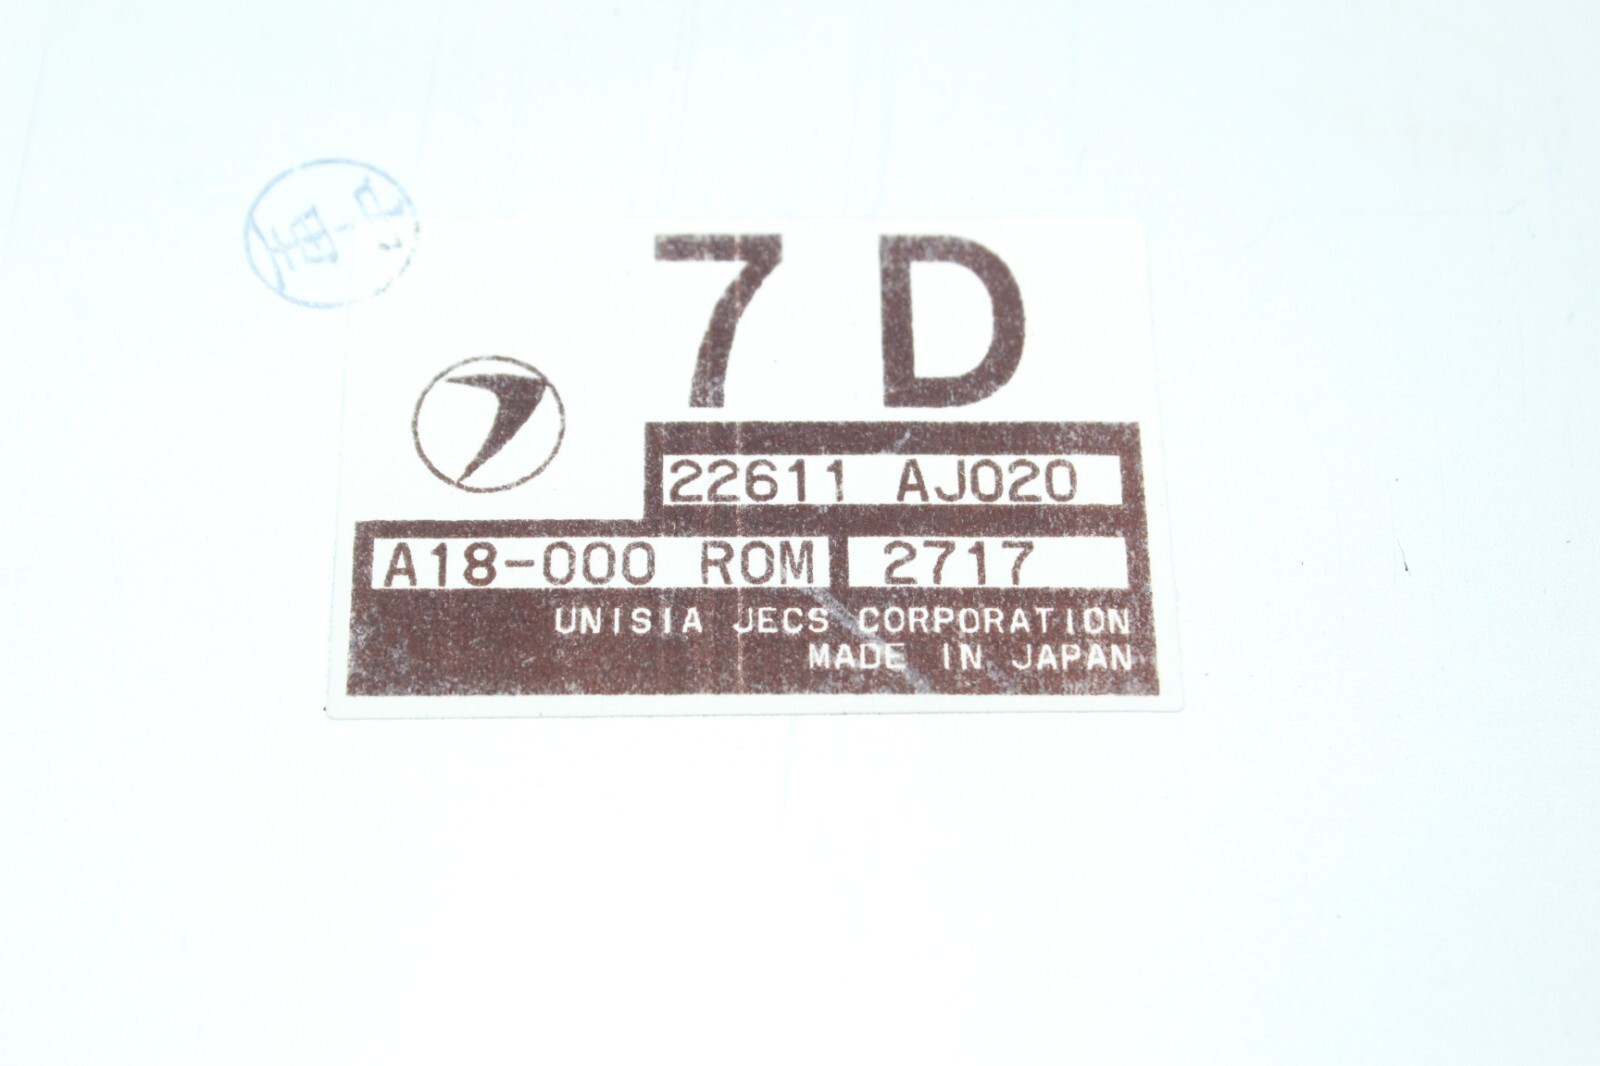 7D
22611 AJ020
A18-000 ROM 2717
UNISIA JECS CORPORATION
MADE IN JAPAN